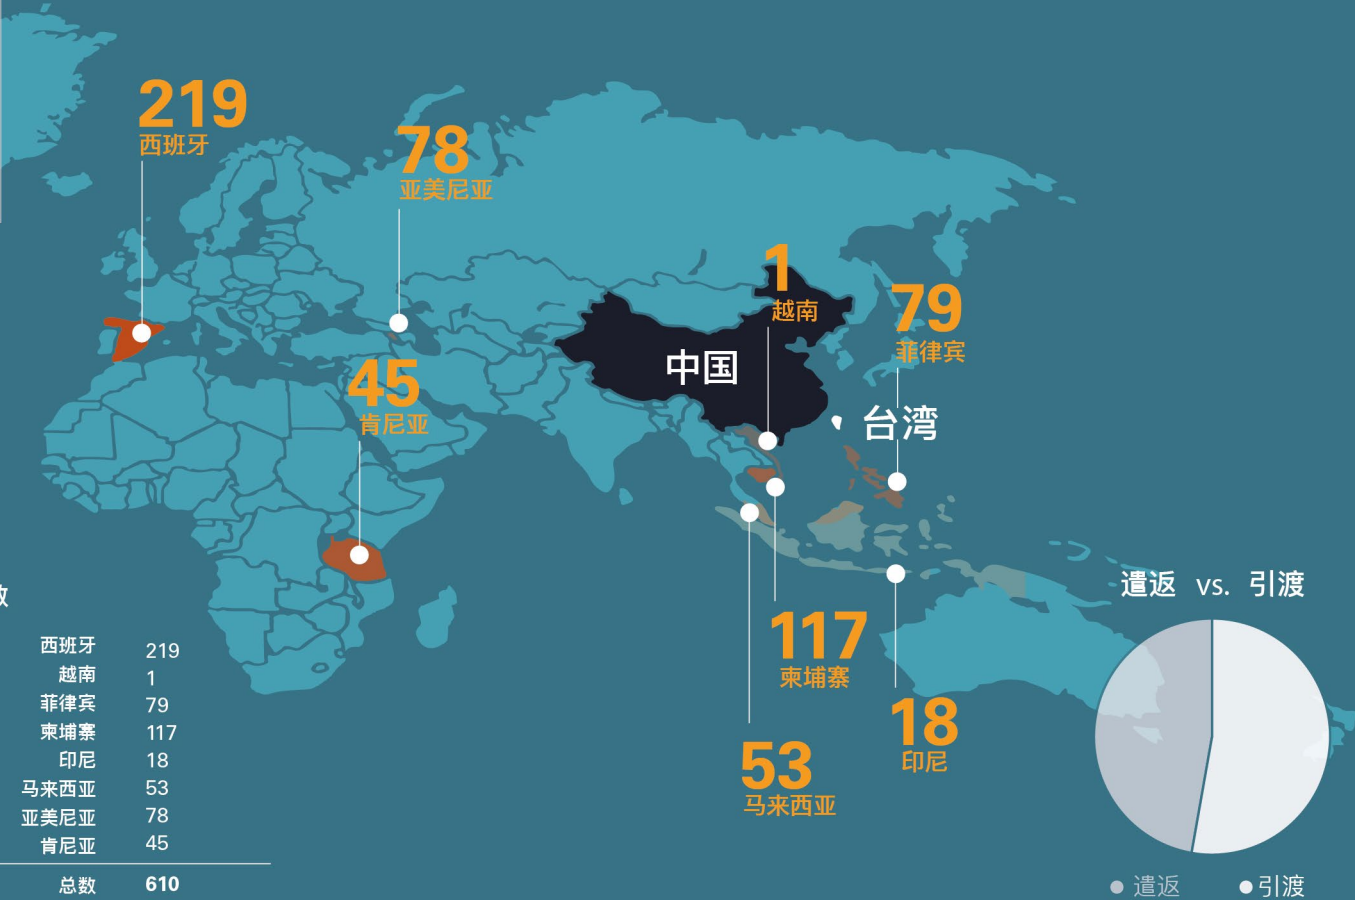 219
西班牙
78
亚美尼亚
1
越南
79
菲律宾
中国
45
肯尼亚
台湾
117
柬埔寨
18
印尼
53
马来西亚
数
西班牙 219
越南 1
菲律宾 79
柬埔寨 117
印尼 18
马来西亚 53
亚美尼亚 78
肯尼亚 45
总数 610
遣返 vs. 引渡
遣返 引渡